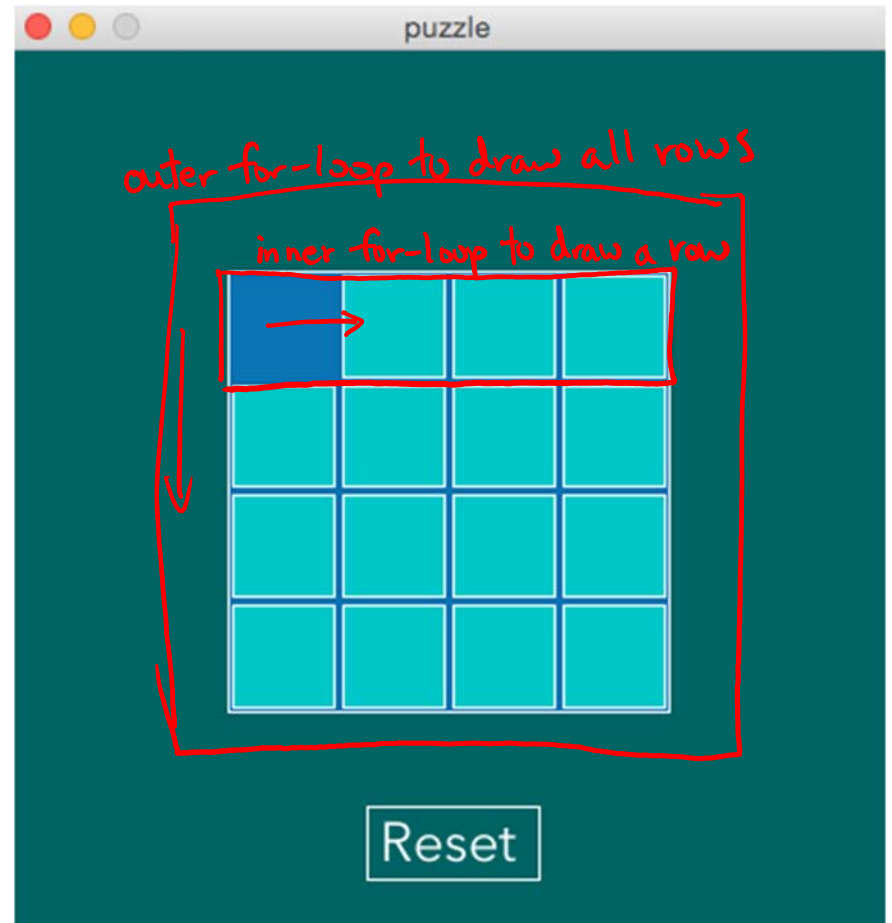 puzzle
outer for-loop to draw all rows
inner for-loop to draw a row
Reset